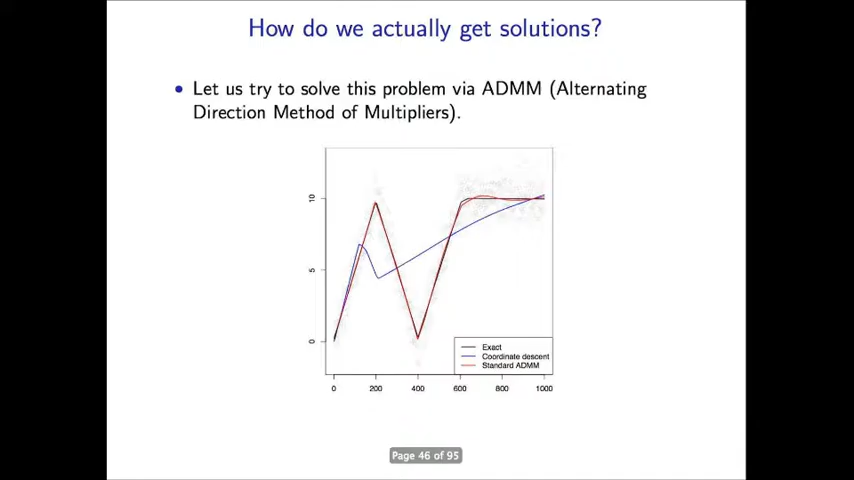 How do we actually get solutions?
• Let us try to solve this problem via ADMM (Alternating
Direction Method of Multipliers).
10
5
0
Exact
Coordinate descent
Standard ADMM
0 200 400 600 800 1000
Page 46 of 95